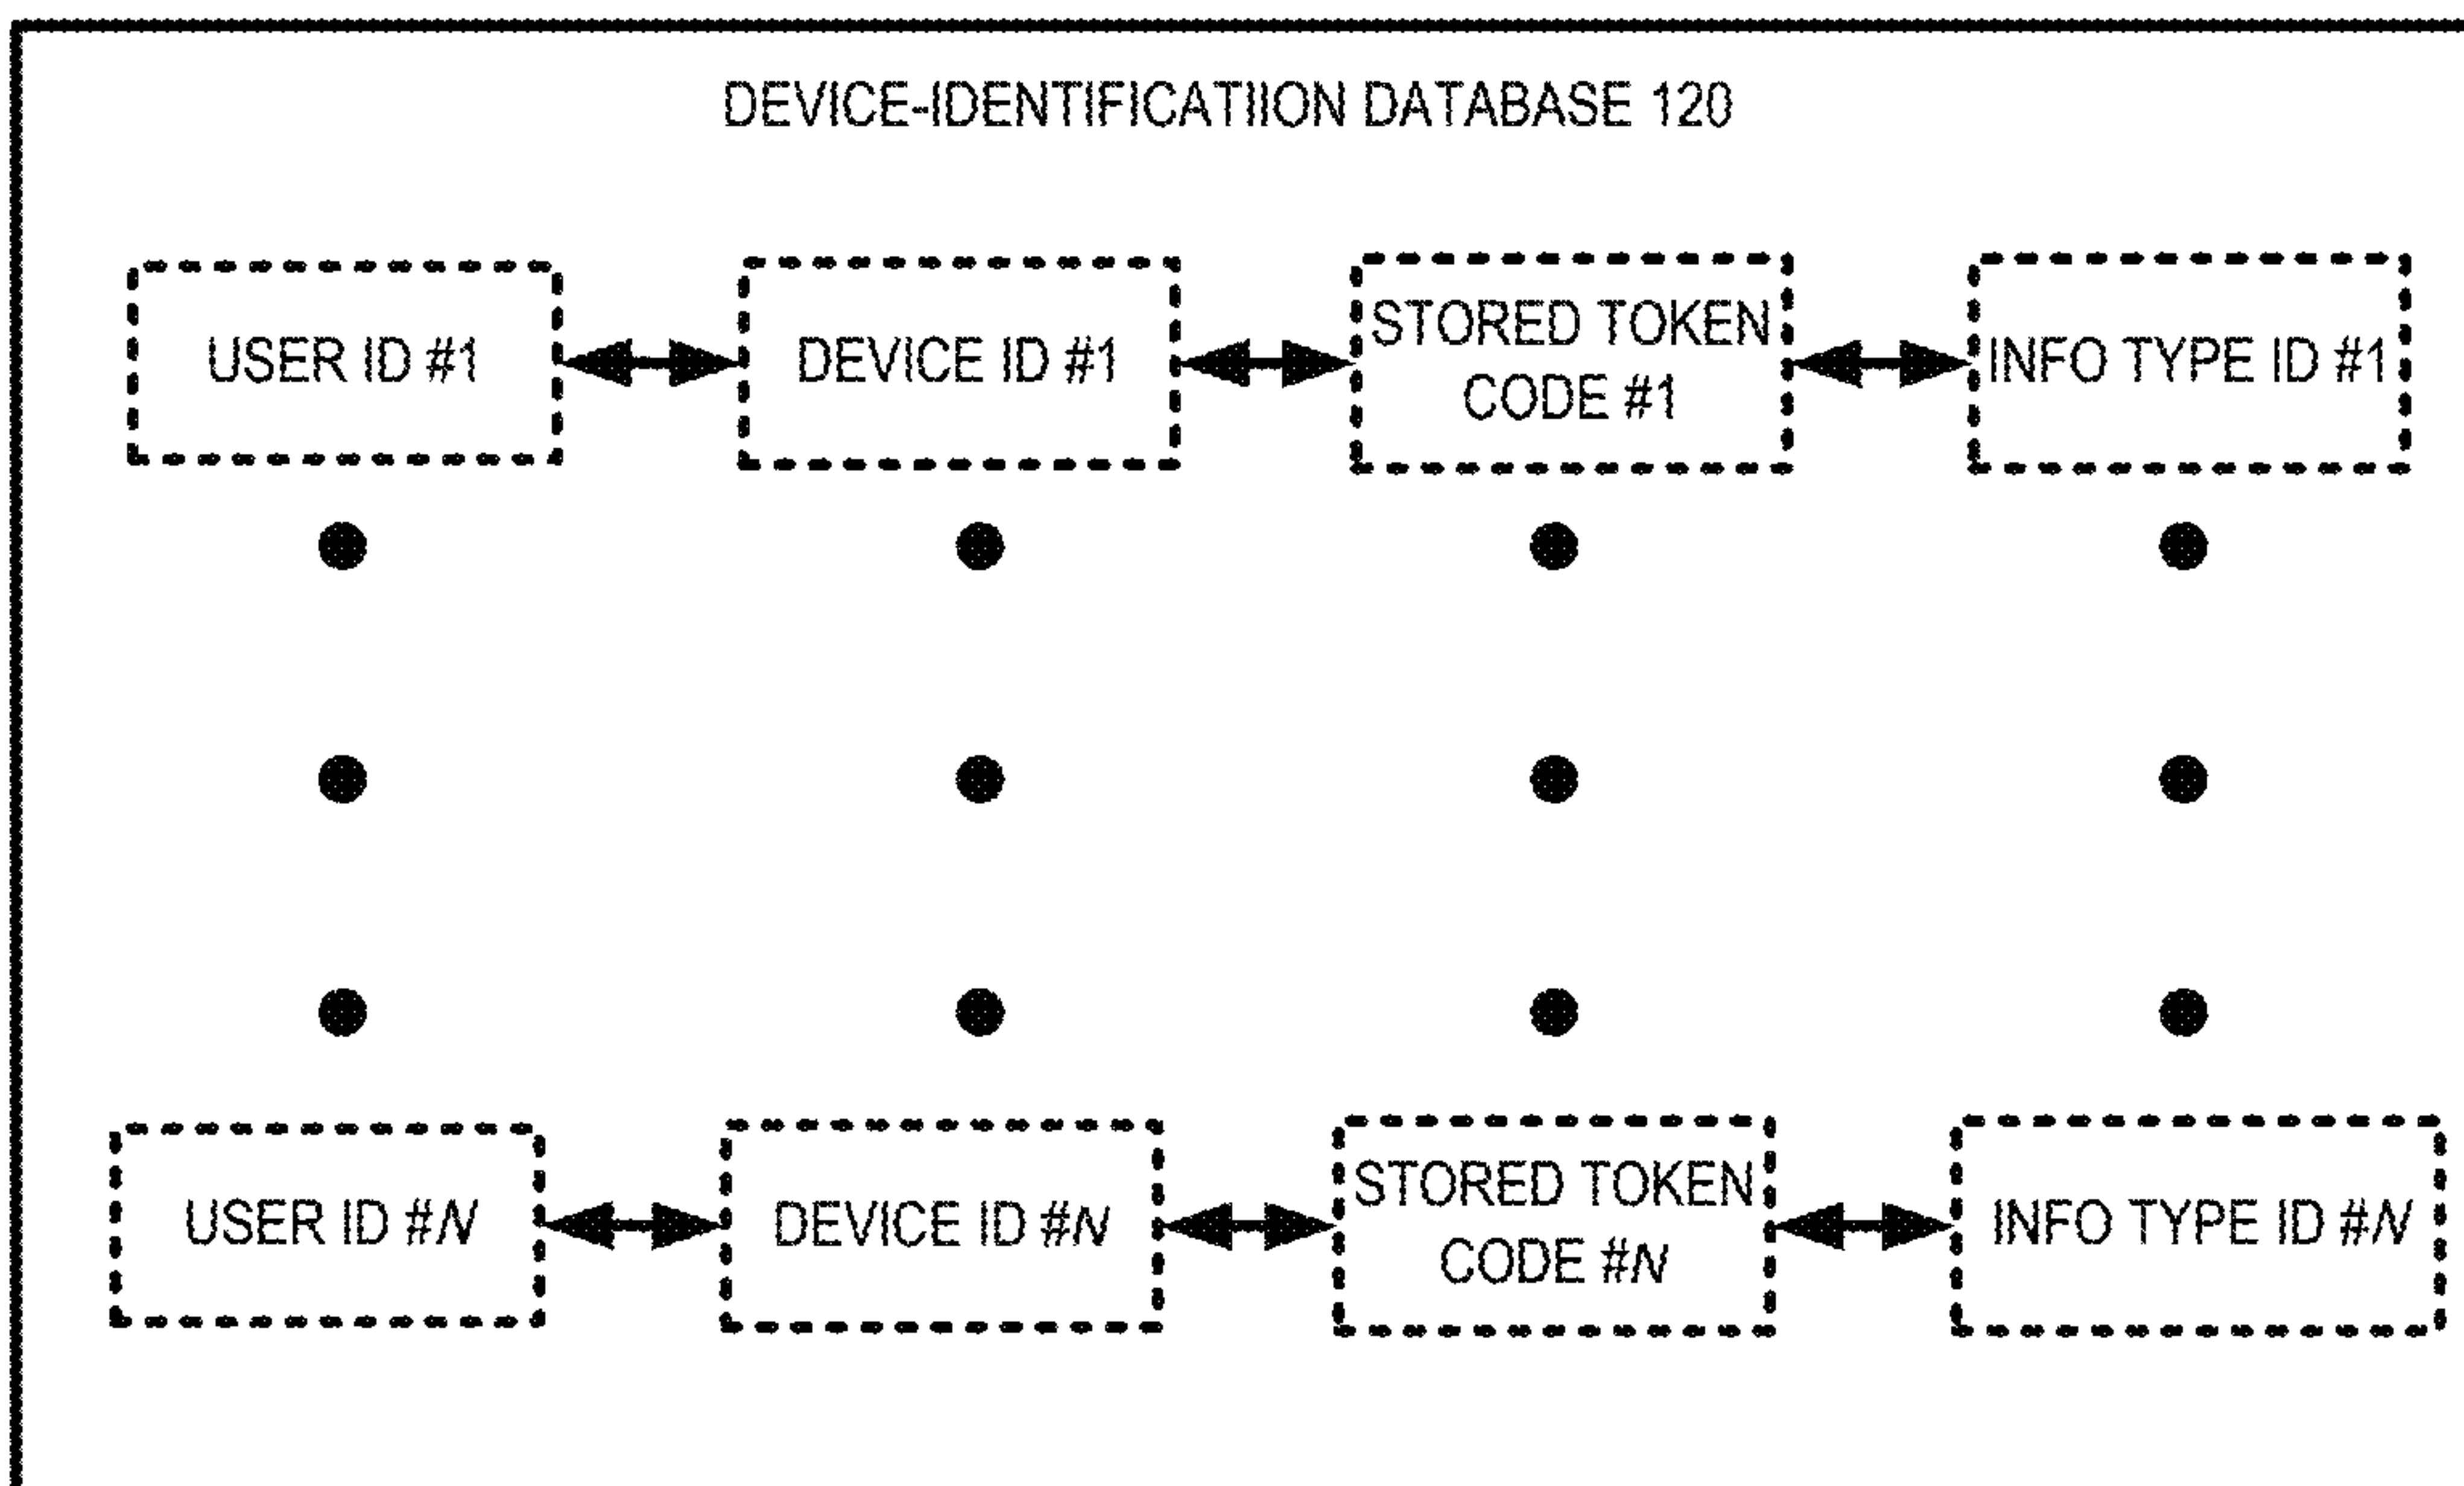 DEVICE-IDENTIFICATIION DATABASE 120
USER ID #1
DEVICE ID #1
STORED TOKEN
CODE #1
INFO TYPE ID #1
USER ID #N
DEVICE ID #N
STORED TOKEN
CODE #N
INFO TYPE ID #N